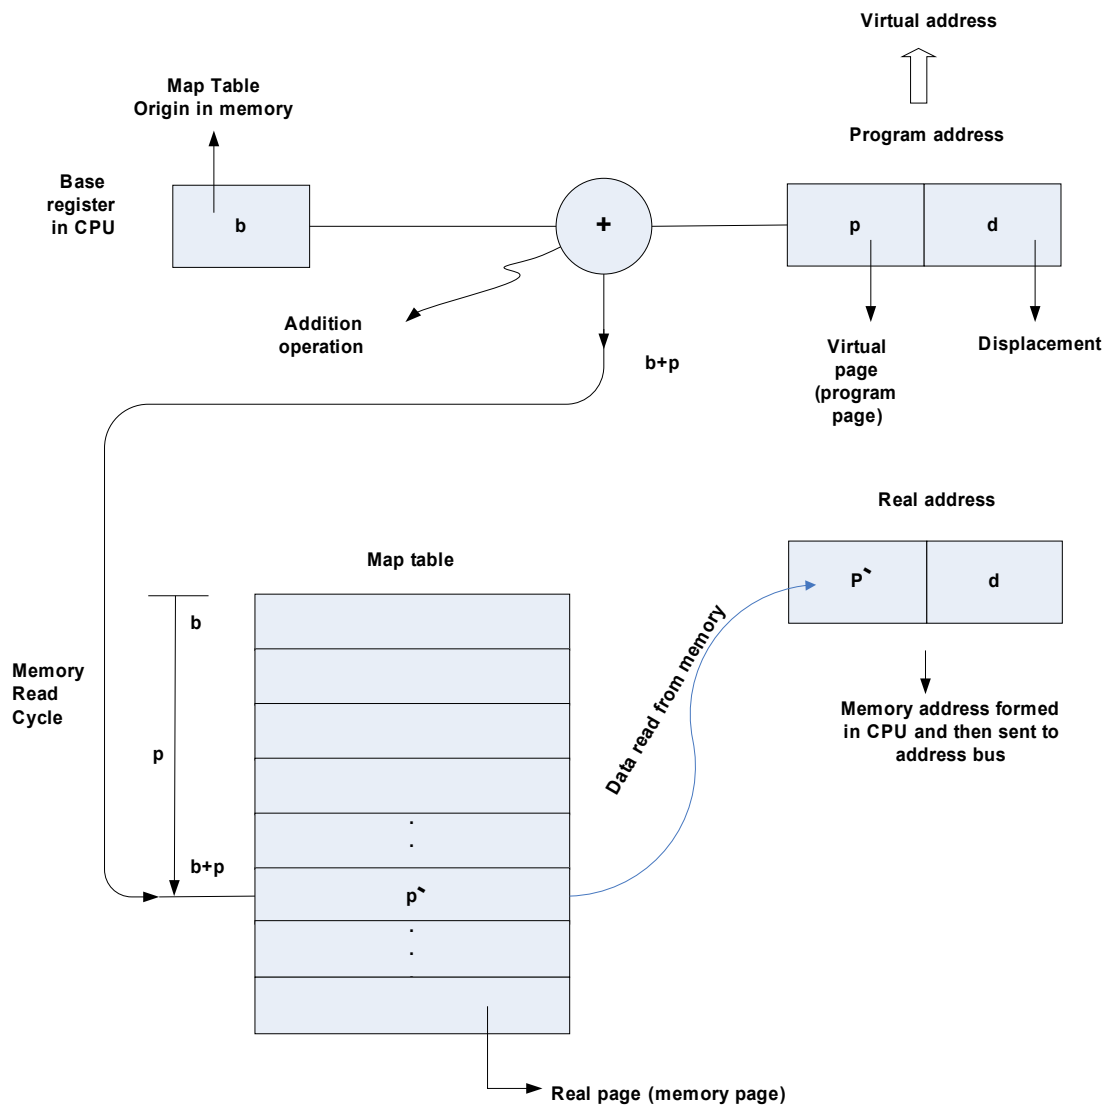 Virtual address
Map Table
Origin in memory
Program address
Base
register
in CPU
b
+
p
d
Addition
operation
b+p
Virtual
page
(program
page)
Displacement
Real address
Map table
P`
d
b
Memory
Read
Cycle
p
Data read from memory
Memory address formed
in CPU and then sent to
address bus
b+p
p`
Real page (memory page)